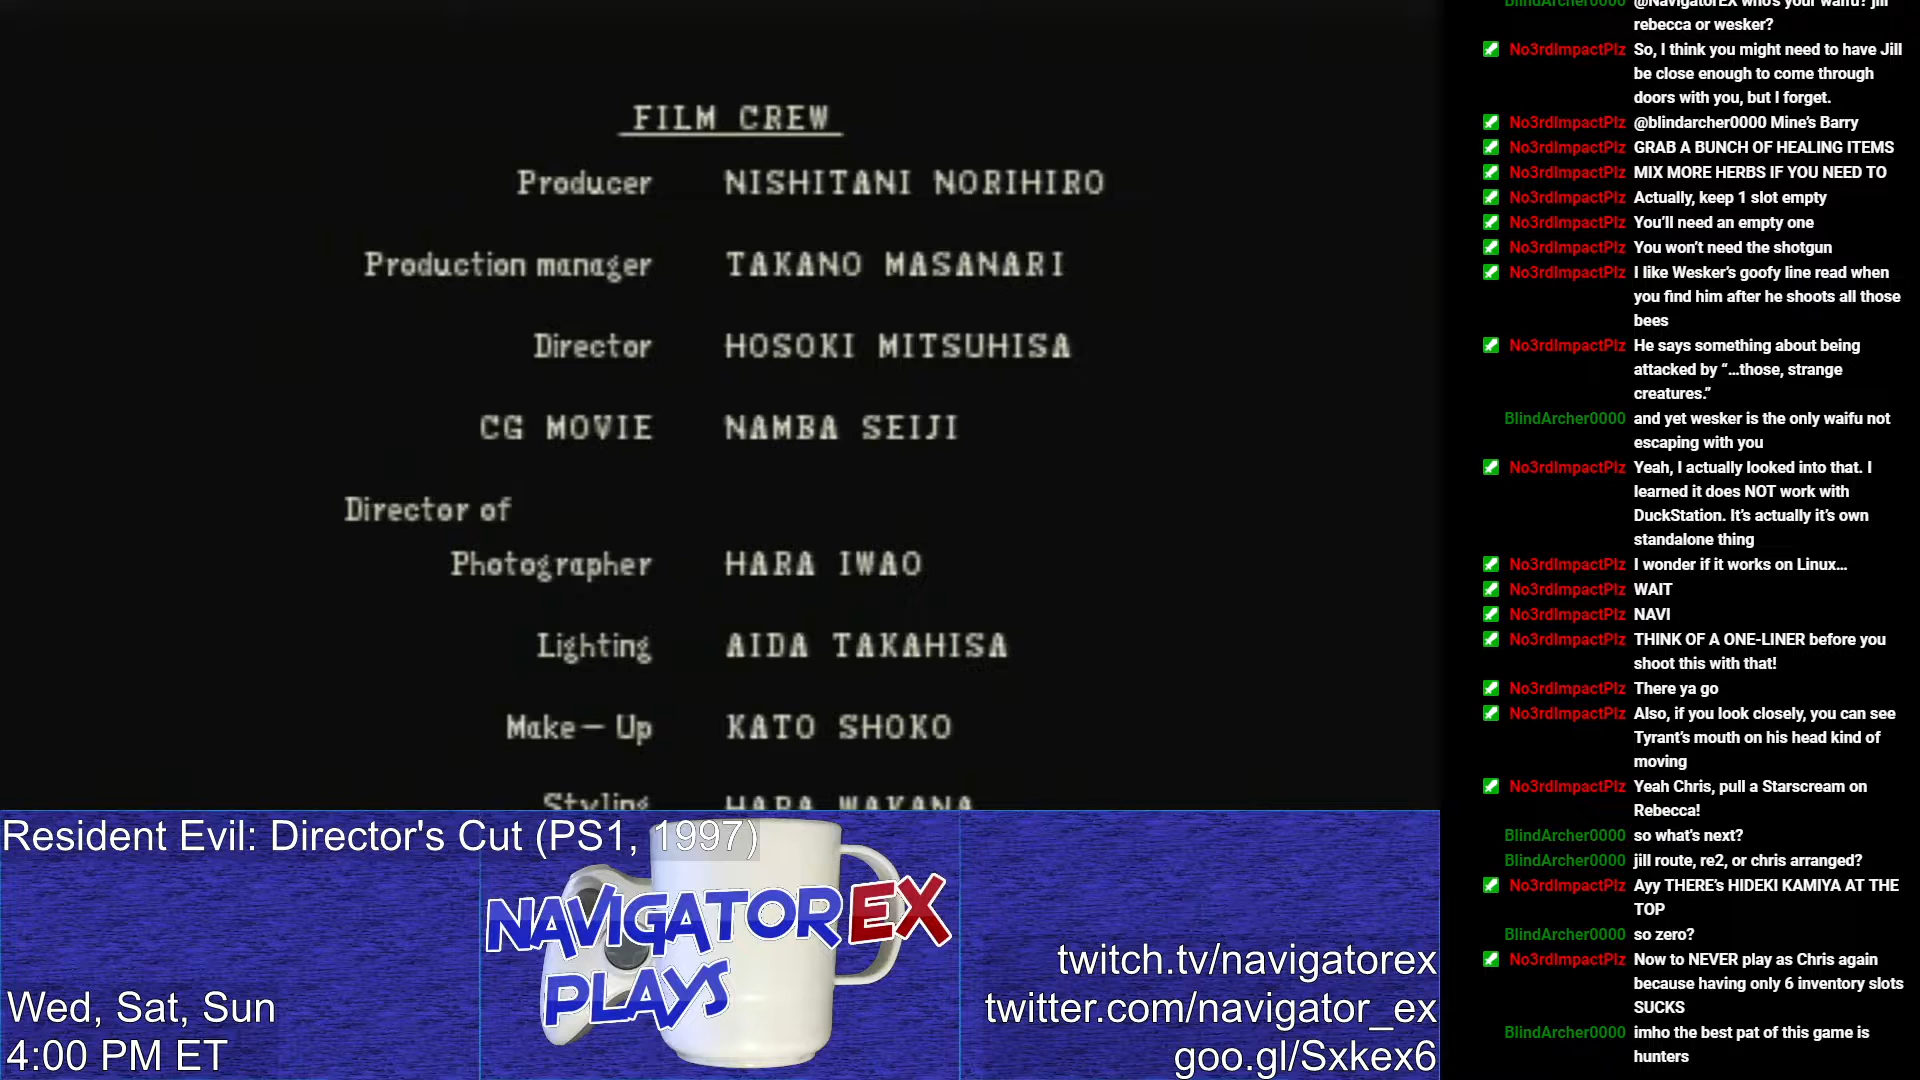 FILM CREW
Producer NISHITANI NORIHIRO
Production manager TAKANO MASANARI
Director HOSOKI MITSUHISA
CG MOVIE NAMBA SEIJI
Director of
Photographer HARA IWAO
Lighting AIDA TAKAHISA
Make-Up KATO SHOKO
Styling HARA WAKANA
Resident Evil: Director's Cut (PS1, 1997)
NAVIGATOR EX
PLAYS
Wed, Sat, Sun
4:00 PM ET
twitch.tv/navigatorex
twitter.com/navigator_ex
goo.gl/Sxkex6
BlindArcher0000 @NavigatorEX who's your waifu? jill
rebecca or wesker?
No3rdImpactPlz So, I think you might need to have Jill
be close enough to come through
doors with you, but I forget.
No3rdImpactPlz @blindarcher0000 Mine's Barry
No3rdImpactPlz GRAB A BUNCH OF HEALING ITEMS
No3rdImpactPlz MIX MORE HERBS IF YOU NEED TO
No3rdImpactPlz Actually, keep 1 slot empty
No3rdImpactPlz You'll need an empty one
No3rdImpactPlz You won't need the shotgun
No3rdImpactPlz I like Wesker's goofy line read when
you find him after he shoots all those
bees
No3rdImpactPlz He says something about being
attacked by “…those, strange
creatures.”
BlindArcher0000 and yet wesker is the only waifu not
escaping with you
No3rdImpactPlz Yeah, I actually looked into that. I
learned it does NOT work with
DuckStation. It's actually it's own
standalone thing
No3rdImpactPlz I wonder if it works on Linux…
No3rdImpactPlz WAIT
No3rdImpactPlz NAVI
No3rdImpactPlz THINK OF A ONE-LINER before you
shoot this with that!
No3rdImpactPlz There ya go
No3rdImpactPlz Also, if you look closely, you can see
Tyrant's mouth on his head kind of
moving
No3rdImpactPlz Yeah Chris, pull a Starscream on
Rebecca!
BlindArcher0000 so what's next?
BlindArcher0000 jill route, re2, or chris arranged?
No3rdImpactPlz Ayy THERE's HIDEKI KAMIYA AT THE
TOP
BlindArcher0000 so zero?
No3rdImpactPlz Now to NEVER play as Chris again
because having only 6 inventory slots
SUCKS
BlindArcher0000 imho the best pat of this game is
hunters